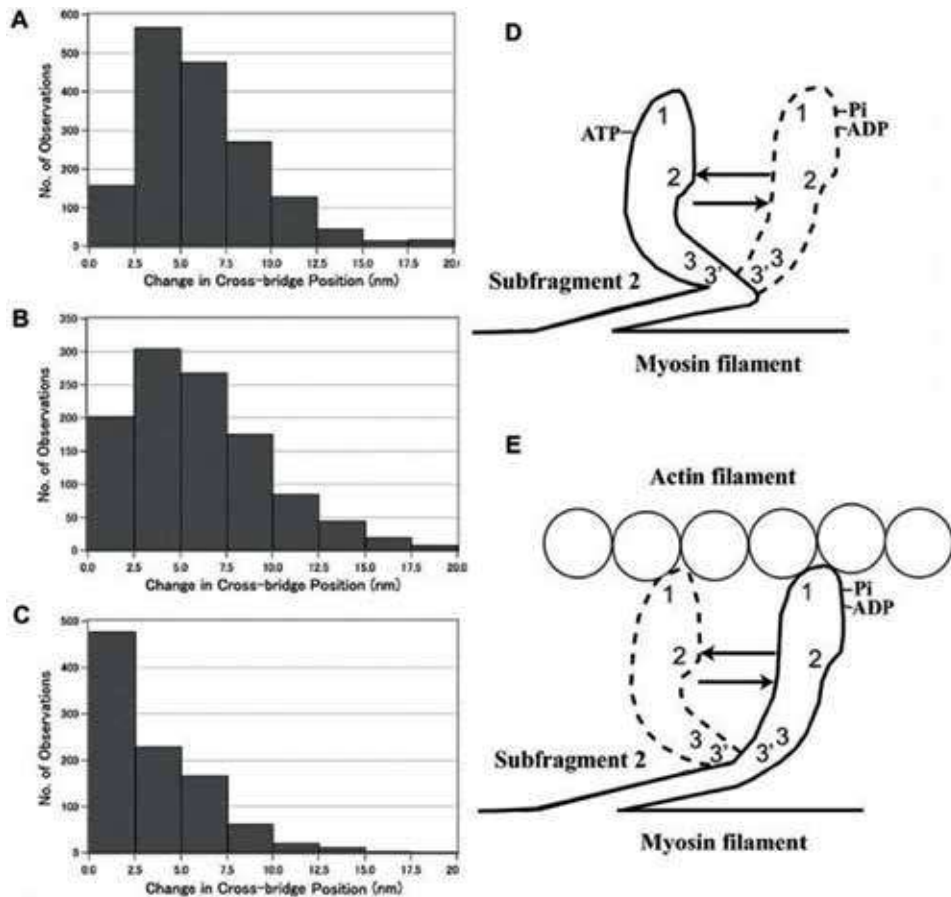 A
600
500
400
300
200
100
0
No. of Observations
0.0 2.5 5.0 7.5 10.0 12.5 15.0 17.5 20.0
Change in Cross-bridge Position (nm)
B
350
300
250
200
150
100
50
0
No. of Observations
0.0 2.5 5.0 7.5 10.0 12.5 15.0 17.5 20.0
Change in Cross-bridge Position (nm)
C
500
400
300
200
100
0
No. of Observations
0.0 2.5 5.0 7.5 10.0 12.5 15.0 17.5 20.0
Change in Cross-bridge Position (nm)
D
1 1 Pi
ATP ADP
2 2
3 3' 3' 3
Subfragment 2
Myosin filament
E
Actin filament
1 1 Pi
ADP
2 2
3 3' 3' 3
Subfragment 2
Myosin filament